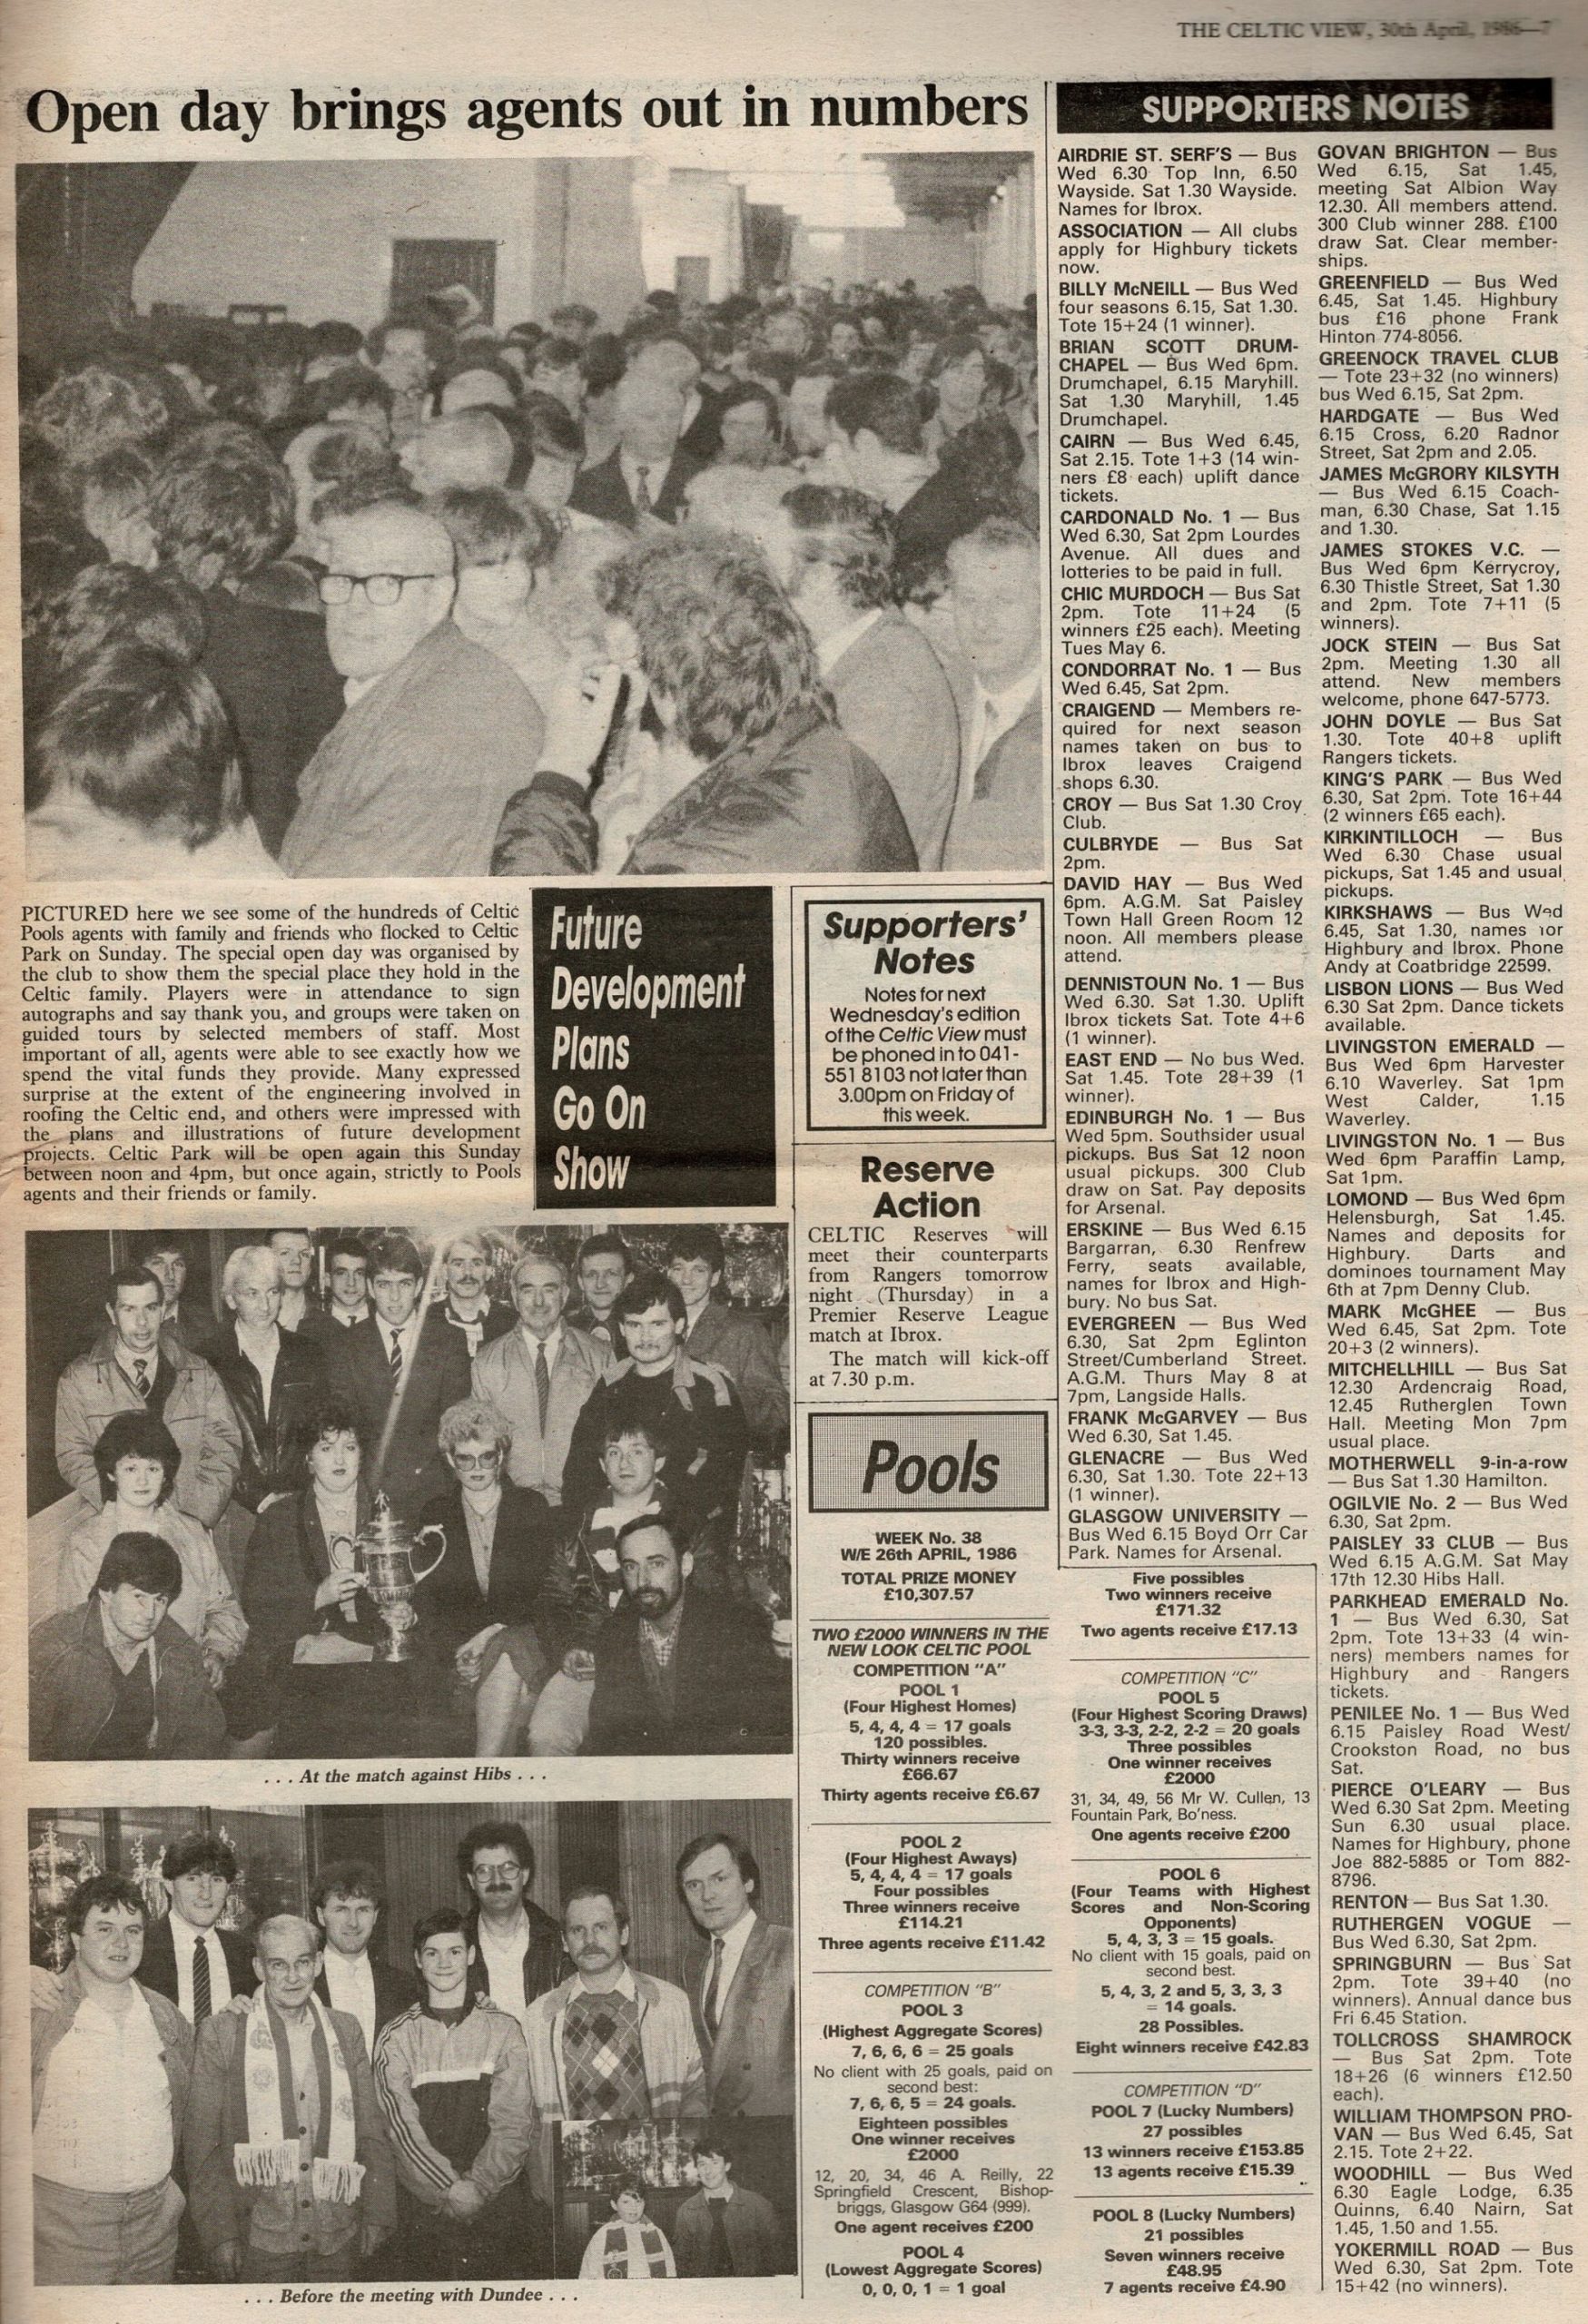 THE CELTIC VIEW, 30th April, 1986—7
Open day brings agents out in numbers
PICTURED here we see some of the hundreds of Celtic
Pools agents with family and friends who flocked to Celtic
Park on Sunday. The special open day was organised by
the club to show them the special place they hold in the
Celtic family. Players were in attendance to sign
autographs and say thank you, and groups were taken on
guided tours by selected members of staff. Most
important of all, agents were able to see exactly how we
spend the vital funds they provide. Many expressed
surprise at the extent of the engineering involved in
roofing the Celtic end, and others were impressed with
the plans and illustrations of future development
projects. Celtic Park will be open again this Sunday
between noon and 4pm, but once again, strictly to Pools
agents and their friends or family.
Future
Development
Plans
Go On
Show
. . . At the match against Hibs . . .
. . . Before the meeting with Dundee . . .
Supporters'
Notes
Notes for next
Wednesday's edition
of the Celtic View must
be phoned in to 041-
551 8103 not later than
3.00pm on Friday of
this week.
Reserve
Action
CELTIC Reserves will
meet their counterparts
from Rangers tomorrow
night (Thursday) in a
Premier Reserve League
match at Ibrox.
The match will kick-off
at 7.30 p.m.
Pools
WEEK No. 38
W/E 26th APRIL, 1986
TOTAL PRIZE MONEY
£10,307.57
TWO £2000 WINNERS IN THE
NEW LOOK CELTIC POOL
COMPETITION "A"
POOL 1
(Four Highest Homes)
5, 4, 4, 4 = 17 goals
120 possibles.
Thirty winners receive
£66.67
Thirty agents receive £6.67
POOL 2
(Four Highest Aways)
5, 4, 4, 4 = 17 goals
Four possibles
Three winners receive
£114.21
Three agents receive £11.42
COMPETITION "B"
POOL 3
(Highest Aggregate Scores)
7, 6, 6, 6 = 25 goals
No client with 25 goals, paid on
second best:
7, 6, 6, 5 = 24 goals.
Eighteen possibles
One winner receives
£2000
12, 20, 34, 46 A. Reilly, 22
Springfield Crescent, Bishop-
briggs, Glasgow G64 (999).
One agent receives £200
POOL 4
(Lowest Aggregate Scores)
0, 0, 0, 1 = 1 goal
Five possibles
Two winners receive
£171.32
Two agents receive £17.13
COMPETITION "C"
POOL 5
(Four Highest Scoring Draws)
3-3, 3-3, 2-2, 2-2 = 20 goals
Three possibles
One winner receives
£2000
31, 34, 49, 56 Mr W. Cullen, 13
Fountain Park, Bo'ness.
One agents receive £200
POOL 6
(Four Teams with Highest
Scores and Non-Scoring
Opponents)
5, 4, 3, 3 = 15 goals.
No client with 15 goals, paid on
second best.
5, 4, 3, 2 and 5, 3, 3, 3
= 14 goals.
28 Possibles.
Eight winners receive £42.83
COMPETITION "D"
POOL 7 (Lucky Numbers)
27 possibles
13 winners receive £153.85
13 agents receive £15.39
POOL 8 (Lucky Numbers)
21 possibles
Seven winners receive
£48.95
7 agents receive £4.90
SUPPORTERS NOTES
AIRDRIE ST. SERF'S — Bus
Wed 6.30 Top Inn, 6.50
Wayside. Sat 1.30 Wayside.
Names for Ibrox.
ASSOCIATION — All clubs
apply for Highbury tickets
now.
BILLY McNEILL — Bus Wed
four seasons 6.15, Sat 1.30.
Tote 15+24 (1 winner).
BRIAN SCOTT DRUM-
CHAPEL — Bus Wed 6pm.
Drumchapel, 6.15 Maryhill.
Sat 1.30 Maryhill, 1.45
Drumchapel.
CAIRN — Bus Wed 6.45,
Sat 2.15. Tote 1+3 (14 win-
ners £8 each) uplift dance
tickets.
CARDONALD No. 1 — Bus
Wed 6.30, Sat 2pm Lourdes
Avenue. All dues and
lotteries to be paid in full.
CHIC MURDOCH — Bus Sat
2pm. Tote 11+24 (5
winners £25 each). Meeting
Tues May 6.
CONDORRAT No. 1 — Bus
Wed 6.45, Sat 2pm.
CRAIGEND — Members re-
quired for next season
names taken on bus to
Ibrox leaves Craigend
shops 6.30.
CROY — Bus Sat 1.30 Croy
Club.
CULBRYDE — Bus Sat
2pm.
DAVID HAY — Bus Wed
6pm. A.G.M. Sat Paisley
Town Hall Green Room 12
noon. All members please
attend.
DENNISTOUN No. 1 — Bus
Wed 6.30. Sat 1.30. Uplift
Ibrox tickets Sat. Tote 4+6
(1 winner).
EAST END — No bus Wed.
Sat 1.45. Tote 28+39 (1
winner).
EDINBURGH No. 1 — Bus
Wed 5pm. Southsider usual
pickups. Bus Sat 12 noon
usual pickups. 300 Club
draw on Sat. Pay deposits
for Arsenal.
ERSKINE — Bus Wed 6.15
Bargarran, 6.30 Renfrew
Ferry, seats available,
names for Ibrox and High-
bury. No bus Sat.
EVERGREEN — Bus Wed
6.30, Sat 2pm Eglinton
Street/Cumberland Street.
A.G.M. Thurs May 8 at
7pm, Langside Halls.
FRANK McGARVEY — Bus
Wed 6.30, Sat 1.45.
GLENACRE — Bus Wed
6.30, Sat 1.30. Tote 22+13
(1 winner).
GLASGOW UNIVERSITY —
Bus Wed 6.15 Boyd Orr Car
Park. Names for Arsenal.
GOVAN BRIGHTON — Bus
Wed 6.15, Sat 1.45,
meeting Sat Albion Way
12.30. All members attend.
300 Club winner 288. £100
draw Sat. Clear member-
ships.
GREENFIELD — Bus Wed
6.45, Sat 1.45. Highbury
bus £16 phone Frank
Hinton 774-8056.
GREENOCK TRAVEL CLUB
— Tote 23+32 (no winners)
bus Wed 6.15, Sat 2pm.
HARDGATE — Bus Wed
6.15 Cross, 6.20 Radnor
Street, Sat 2pm and 2.05.
JAMES McGRORY KILSYTH
— Bus Wed 6.15 Coach-
man, 6.30 Chase, Sat 1.15
and 1.30.
JAMES STOKES V.C. —
Bus Wed 6pm Kerrycroy,
6.30 Thistle Street, Sat 1.30
and 2pm. Tote 7+11 (5
winners).
JOCK STEIN — Bus Sat
2pm. Meeting 1.30 all
attend. New members
welcome, phone 647-5773.
JOHN DOYLE — Bus Sat
1.30. Tote 40+8 uplift
Rangers tickets.
KING'S PARK — Bus Wed
6.30, Sat 2pm. Tote 16+44
(2 winners £65 each).
KIRKINTILLOCH — Bus
Wed 6.30 Chase usual
pickups, Sat 1.45 and usual
pickups.
KIRKSHAWS — Bus Wed
6.45, Sat 1.30, names for
Highbury and Ibrox. Phone
Andy at Coatbridge 22599.
LISBON LIONS — Bus Wed
6.30 Sat 2pm. Dance tickets
available.
LIVINGSTON EMERALD —
Bus Wed 6pm Harvester
6.10 Waverley. Sat 1pm
West Calder, 1.15
Waverley.
LIVINGSTON No. 1 — Bus
Wed 6pm Paraffin Lamp,
Sat 1pm.
LOMOND — Bus Wed 6pm
Helensburgh, Sat 1.45.
Names and deposits for
Highbury. Darts and
dominoes tournament May
6th at 7pm Denny Club.
MARK McGHEE — Bus
Wed 6.45, Sat 2pm. Tote
20+3 (2 winners).
MITCHELLHILL — Bus Sat
12.30 Ardencraig Road,
12.45 Rutherglen Town
Hall. Meeting Mon 7pm
usual place.
MOTHERWELL 9-in-a-row
— Bus Sat 1.30 Hamilton.
OGILVIE No. 2 — Bus Wed
6.30, Sat 2pm.
PAISLEY 33 CLUB — Bus
Wed 6.15 A.G.M. Sat May
17th 12.30 Hibs Hall.
PARKHEAD EMERALD No.
1 — Bus Wed 6.30, Sat
2pm. Tote 13+33 (4 win-
ners) members names for
Highbury and Rangers
tickets.
PENILEE No. 1 — Bus Wed
6.15 Paisley Road West/
Crookston Road, no bus
Sat.
PIERCE O'LEARY — Bus
Wed 6.30 Sat 2pm. Meeting
Sun 6.30 usual place.
Names for Highbury, phone
Joe 882-5885 or Tom 882-
8796.
RENTON — Bus Sat 1.30.
RUTHERGEN VOGUE —
Bus Wed 6.30, Sat 2pm.
SPRINGBURN — Bus Sat
2pm. Tote 39+40 (no
winners). Annual dance bus
Fri 6.45 Station.
TOLLCROSS SHAMROCK
— Bus Sat 2pm. Tote
18+26 (6 winners £12.50
each).
WILLIAM THOMPSON PRO-
VAN — Bus Wed 6.45, Sat
2.15. Tote 2+22.
WOODHILL — Bus Wed
6.30 Eagle Lodge, 6.35
Quinns, 6.40 Nairn, Sat
1.45, 1.50 and 1.55.
YOKERMILL ROAD — Bus
Wed 6.30, Sat 2pm. Tote
15+42 (no winners).